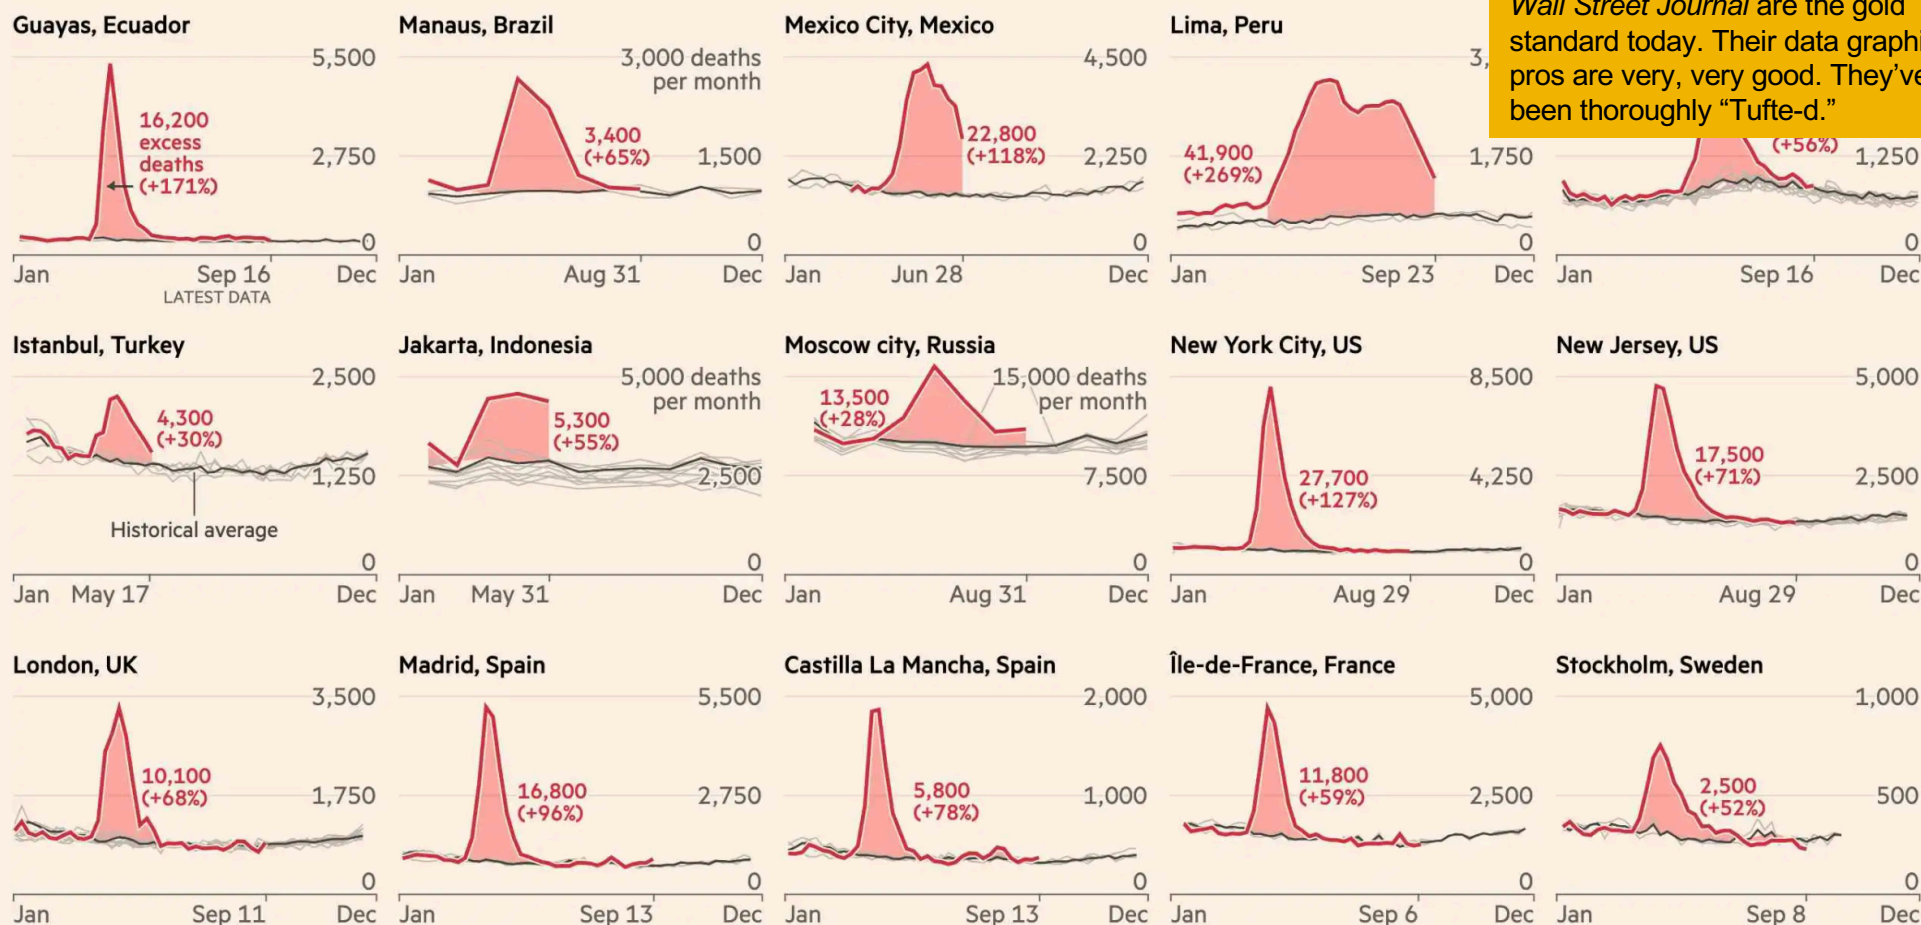 Guayas, Ecuador
5,500
16,200
excess
deaths
(+171%)
2,750
0
Jan Sep 16 Dec
LATEST DATA
Manaus, Brazil
3,000 deaths
per month
3,400
(+65%)
1,500
0
Jan Aug 31 Dec
Mexico City, Mexico
4,500
22,800
(+118%)
2,250
0
Jan Jun 28 Dec
Lima, Peru
3,
41,900
(+269%)
1,750
0
Jan Sep 23 Dec
Wall Street Journal are the gold
standard today. Their data graphi
pros are very, very good. They’ve
been thoroughly “Tufte-d.”
(+56%)
1,250
0
Jan Sep 16 Dec
Istanbul, Turkey
2,500
4,300
(+30%)
1,250
Historical average
0
Jan May 17 Dec
Jakarta, Indonesia
5,000 deaths
per month
5,300
(+55%)
2,500
0
Jan May 31 Dec
Moscow city, Russia
15,000 deaths
per month
13,500
(+28%)
7,500
0
Jan Aug 31 Dec
New York City, US
8,500
27,700
(+127%)
4,250
0
Jan Aug 29 Dec
New Jersey, US
5,000
17,500
(+71%)
2,500
0
Jan Aug 29 Dec
London, UK
3,500
10,100
(+68%)
1,750
0
Jan Sep 11 Dec
Madrid, Spain
5,500
16,800
(+96%)
2,750
0
Jan Sep 13 Dec
Castilla La Mancha, Spain
2,000
5,800
(+78%)
1,000
0
Jan Sep 13 Dec
Île-de-France, France
5,000
11,800
(+59%)
2,500
0
Jan Sep 6 Dec
Stockholm, Sweden
1,000
2,500
(+52%)
500
0
Jan Sep 8 Dec